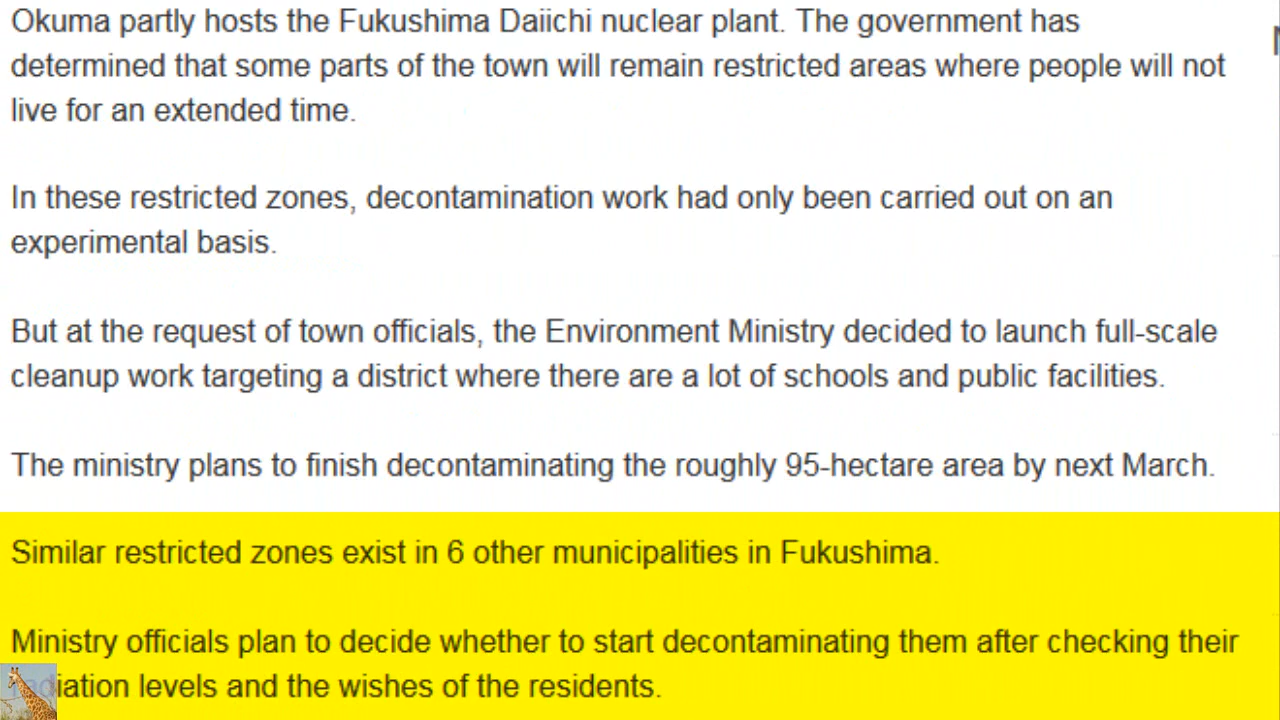 Okuma partly hosts the Fukushima Daiichi nuclear plant. The government has
determined that some parts of the town will remain restricted areas where people will not
live for an extended time.
In these restricted zones, decontamination work had only been carried out on an
experimental basis.
But at the request of town officials, the Environment Ministry decided to launch full-scale
cleanup work targeting a district where there are a lot of schools and public facilities.
The ministry plans to finish decontaminating the roughly 95-hectare area by next March.
Similar restricted zones exist in 6 other municipalities in Fukushima.
Ministry officials plan to decide whether to start decontaminating them after checking their
radiation levels and the wishes of the residents.